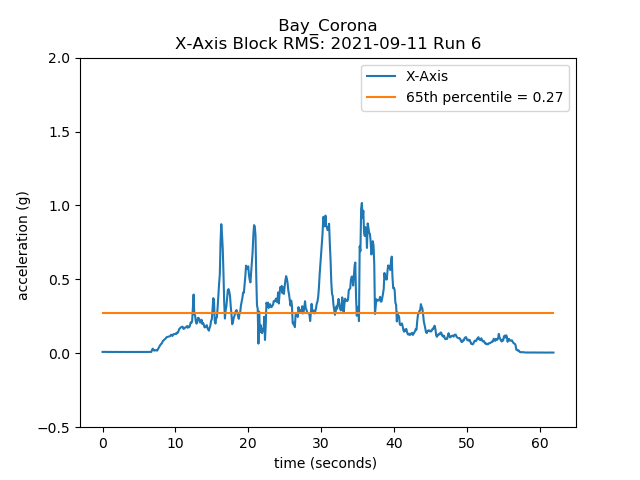 Bay_Corona
X-Axis Block RMS: 2021-09-11 Run 6
X-Axis
65th percentile = 0.27
acceleration (g)
2.0
1.5
1.0
0.5
0.0
−0.5
0 10 20 30 40 50 60
time (seconds)